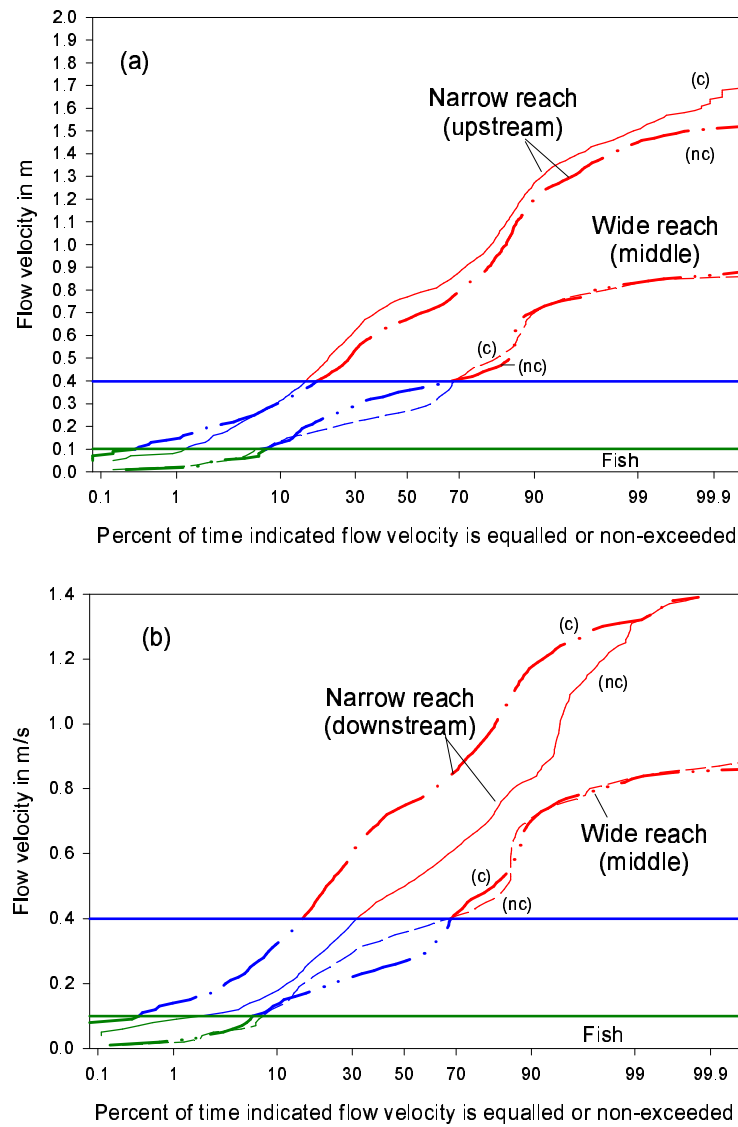 2.0
1.9
1.8
1.7
1.6
1.5
1.4
1.3
1.2
1.1
1.0
0.9
0.8
0.7
0.6
0.5
0.4
0.3
0.2
0.1
0.0
Flow velocity in m
(a)
(c)
Narrow reach
(upstream)
(nc)
Wide reach
(middle)
(c)
(nc)
Fish
0.1 1 10 30 50 70 90 99 99.9
Percent of time indicated flow velocity is equalled or non-exceeded
1.4
1.2
1.0
0.8
0.6
0.4
0.2
0.0
Flow velocity in m/s
(b)
(c)
(nc)
Narrow reach
(downstream)
Wide reach
(middle)
(c)
(nc)
Fish
0.1 1 10 30 50 70 90 99 99.9
Percent of time indicated flow velocity is equalled or non-exceeded